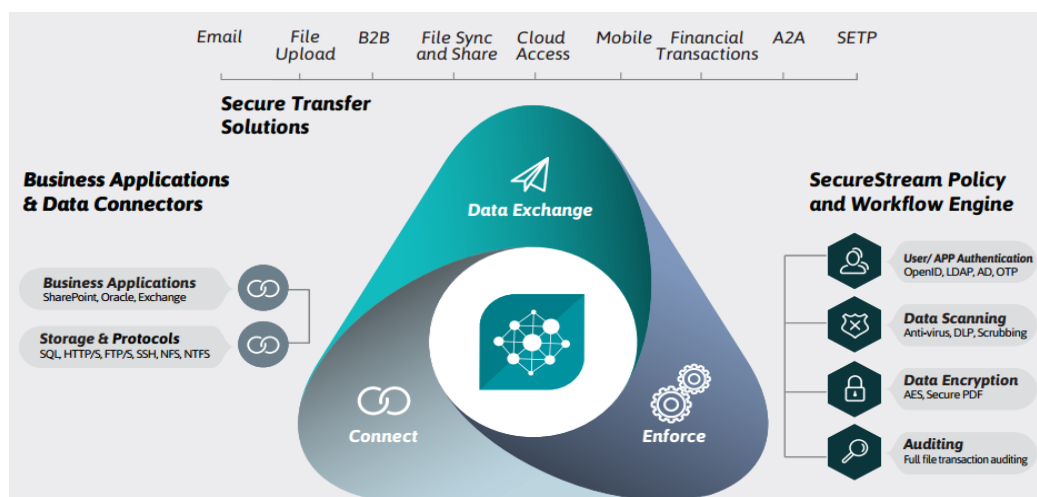 Email
File
Upload
B2B
File Sync
and Share
Cloud
Access
Mobile
Financial
Transactions
A2A
SETP
Secure Transfer
Solutions
Business Applications
& Data Connectors
Business Applications
SharePoint, Oracle, Exchange
Storage & Protocols
SQL, HTTP/S, FTP/S, SSH, NFS, NTFS
Data Exchange
Connect
Enforce
SecureStream Policy
and Workflow Engine
User/ APP Authentication
OpenID, LDAP, AD, OTP
Data Scanning
Anti-virus, DLP, Scrubbing
Data Encryption
AES, Secure PDF
Auditing
Full file transaction auditing